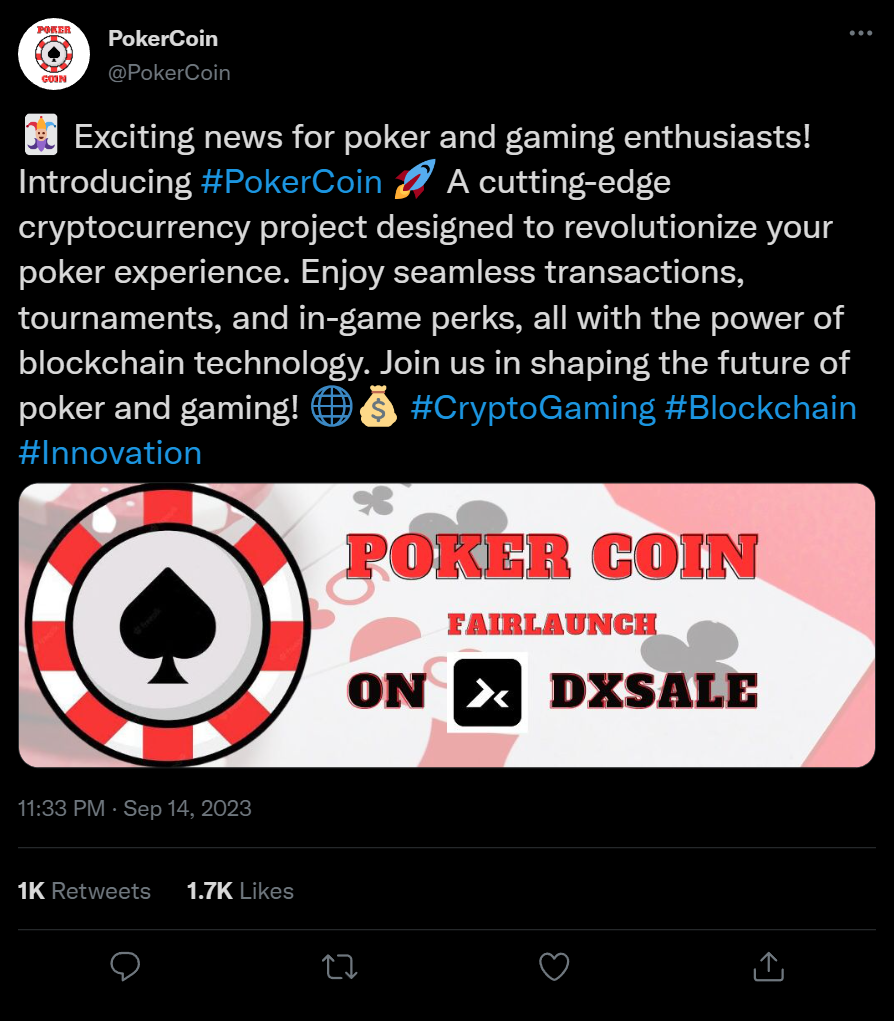 POKER
COIN
PokerCoin
@PokerCoin
🃏 Exciting news for poker and gaming enthusiasts!
Introducing #PokerCoin 🚀 A cutting-edge
cryptocurrency project designed to revolutionize your
poker experience. Enjoy seamless transactions,
tournaments, and in-game perks, all with the power of
blockchain technology. Join us in shaping the future of
poker and gaming! 🌐💰 #CryptoGaming #Blockchain
#Innovation
POKER COIN
FAIRLAUNCH
ON DXSALE
11:33 PM · Sep 14, 2023
1K Retweets 1.7K Likes